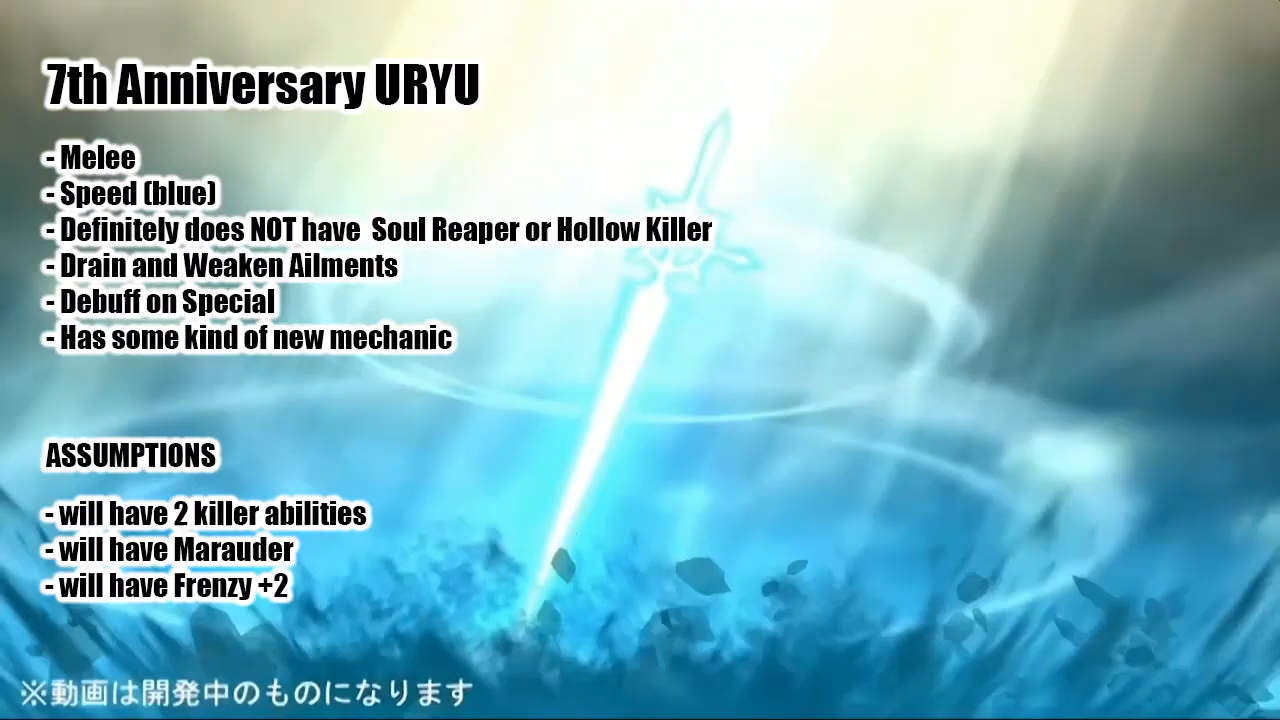 7th Anniversary URYU
- Melee
- Speed (blue)
- Definitely does NOT have Soul Reaper or Hollow Killer
- Drain and Weaken Ailments
- Debuff on Special
- Has some kind of new mechanic
ASSUMPTIONS
- will have 2 killer abilities
- will have Marauder
- will have Frenzy +2
※動画は開発中のものになります